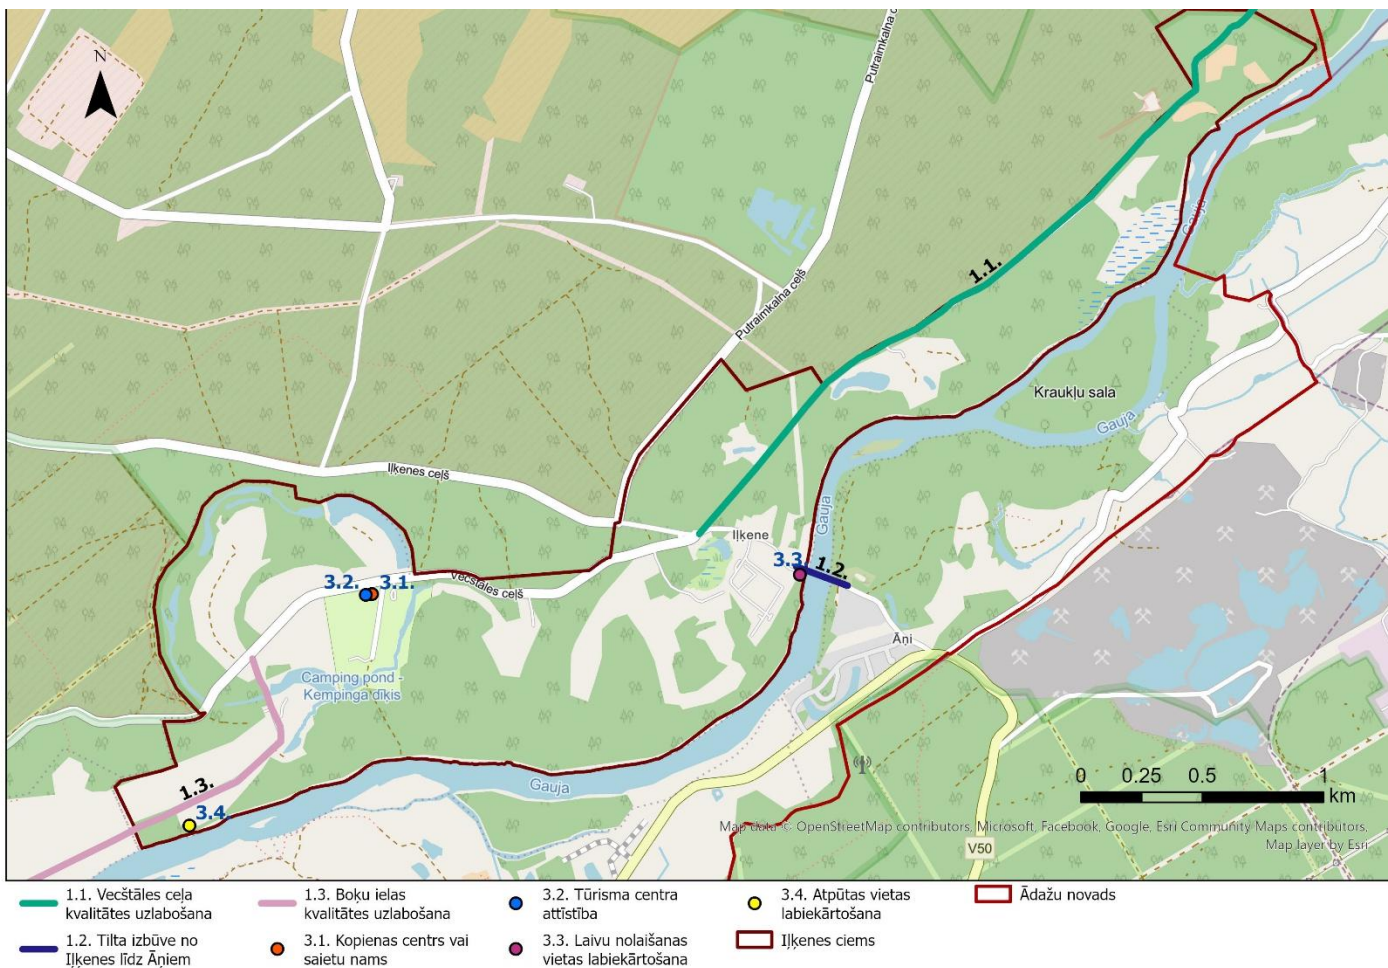 N
Putraimkalna ceļš
Putraimkalna ceļš
1.1.
Gauja
Kraukļu sala
Gauja
Iļķenes ceļš
Iļķene
Gauja
3.3.
1.2.
3.2.
3.1.
Vecštāles ceļš
Āņi
Camping pond -
Kempinga dīķis
1.3.
3.4.
Gauja
V50
0 0.25 0.5 1
km
Map data © OpenStreetMap contributors, Microsoft, Facebook, Google, Esri Community Maps contributors,
Map layer by Esri
1.1. Vecštāles ceļa
kvalitātes uzlabošana
1.2. Tilta izbūve no
Iļķenes līdz Āņiem
1.3. Boķu ielas
kvalitātes uzlabošana
3.1. Kopienas centrs vai
saietu nams
3.2. Tūrisma centra
attīstība
3.3. Laivu nolaišanas
vietas labiekārtošana
3.4. Atpūtas vietas
labiekārtošana
Iļķenes ciems
Ādažu novads